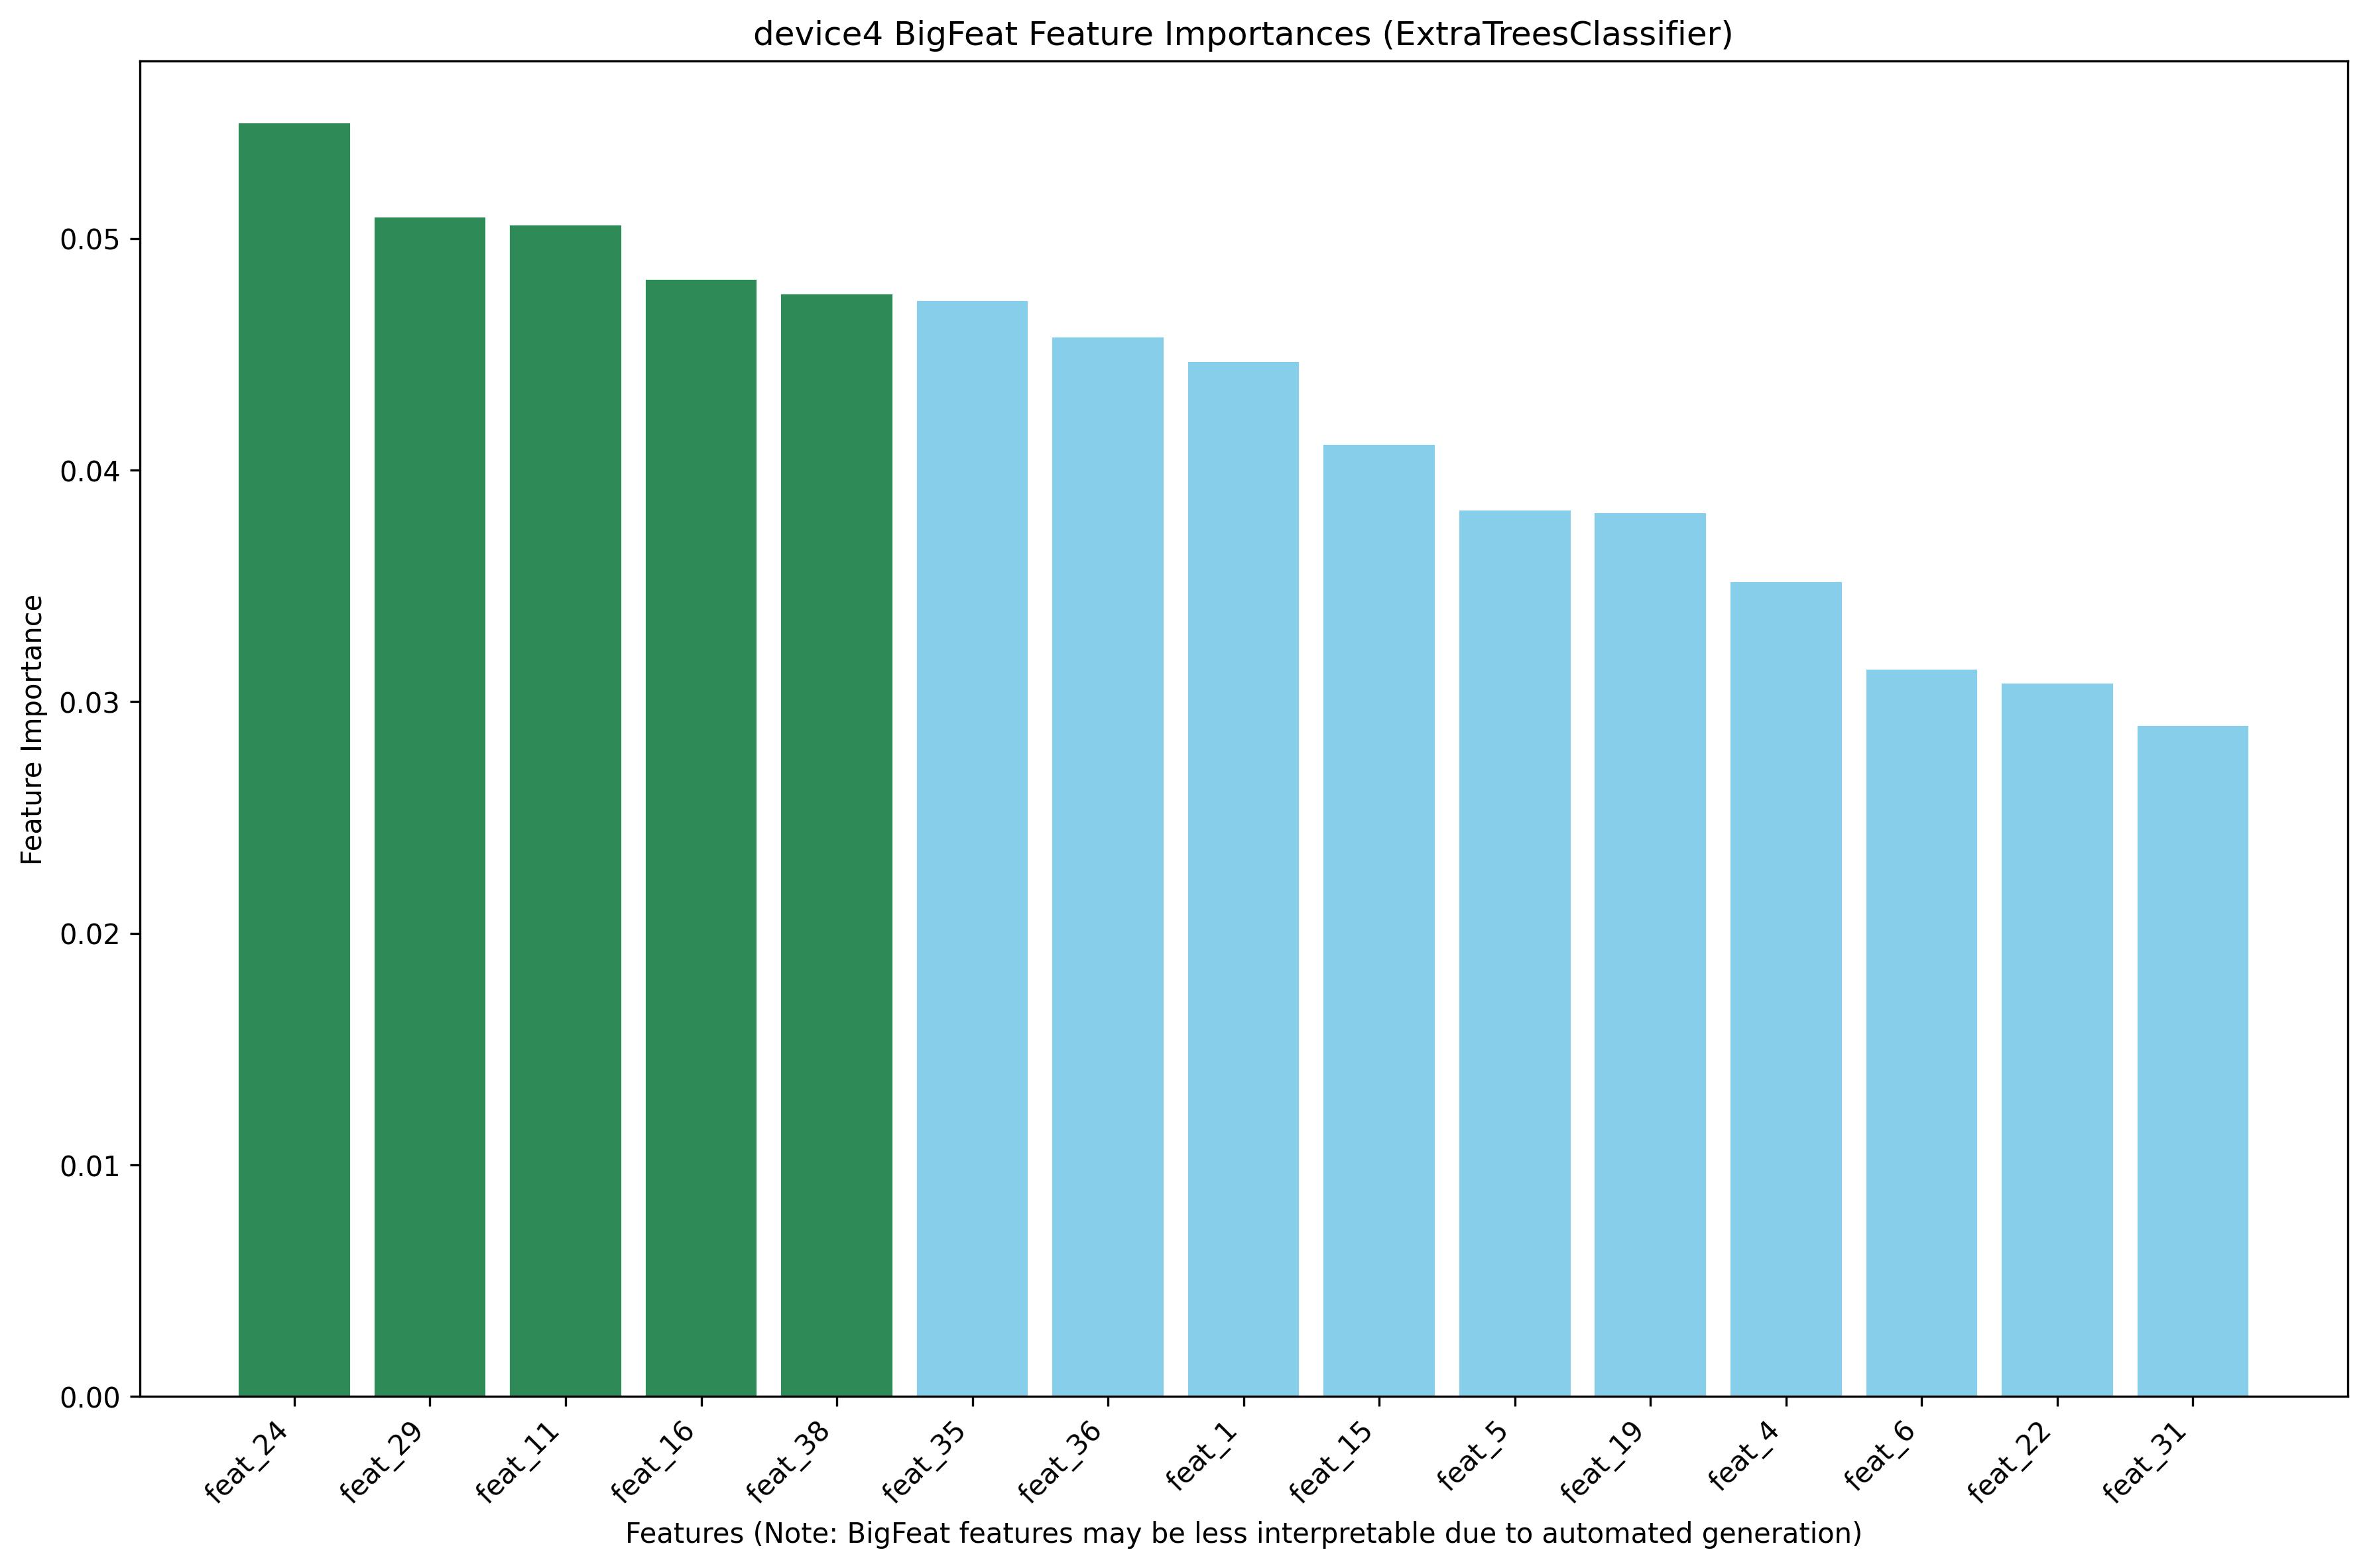 device4 BigFeat Feature Importances (ExtraTreesClassifier)
Feature Importance
0.05
0.04
0.03
0.02
0.01
0.00
feat_24
feat_29
feat_11
feat_16
feat_38
feat_35
feat_36
feat_1
feat_15
feat_5
feat_19
feat_4
feat_6
feat_22
feat_31
Features (Note: BigFeat features may be less interpretable due to automated generation)